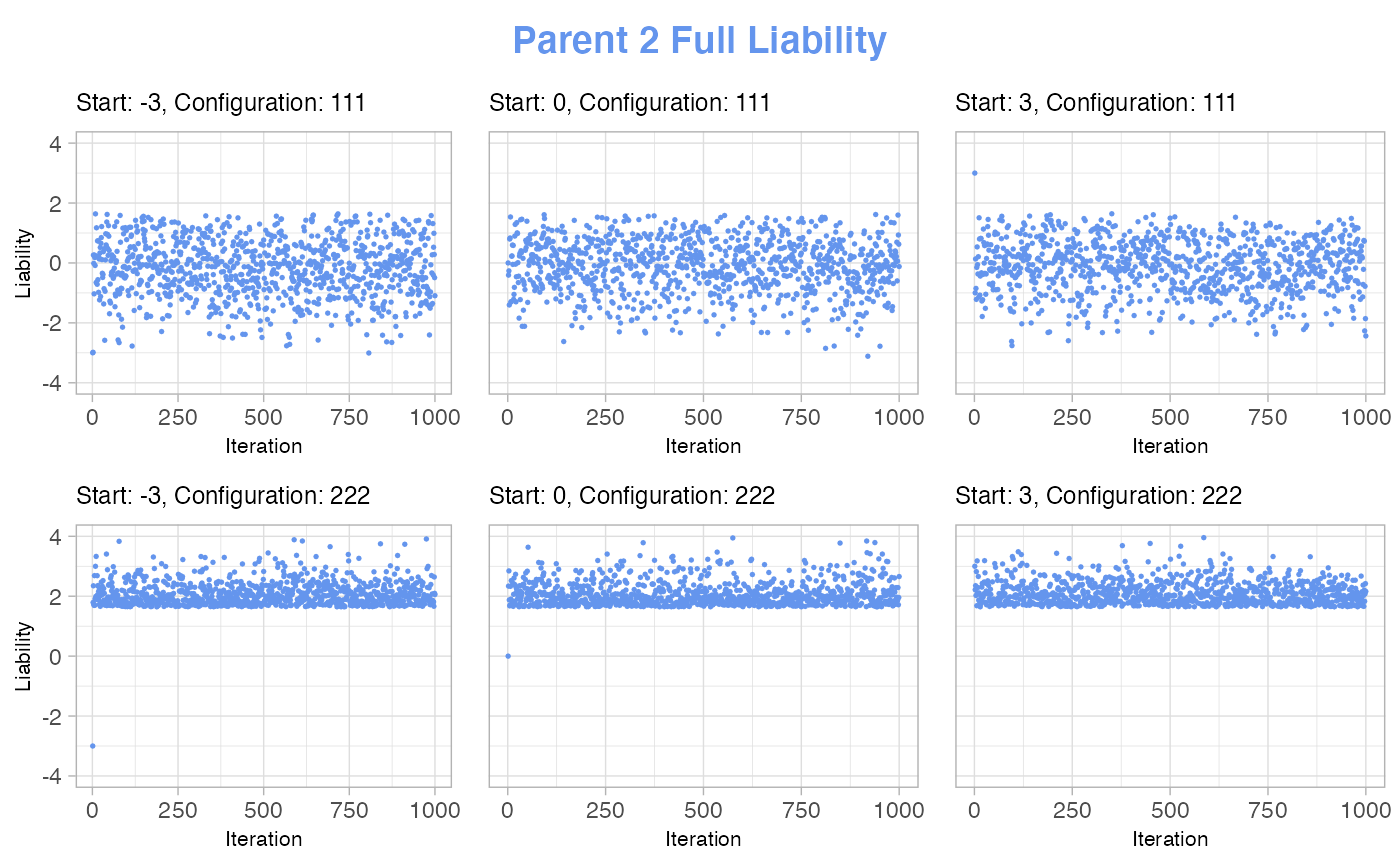 Parent 2 Full Liability
Start: -3, Configuration: 111
Start: 0, Configuration: 111
Start: 3, Configuration: 111
4
2
0
-2
-4
Liability
0 250 500 750 1000
0 250 500 750 1000
0 250 500 750 1000
Iteration
Iteration
Iteration
Start: -3, Configuration: 222
Start: 0, Configuration: 222
Start: 3, Configuration: 222
4
2
0
-2
-4
Liability
0 250 500 750 1000
0 250 500 750 1000
0 250 500 750 1000
Iteration
Iteration
Iteration